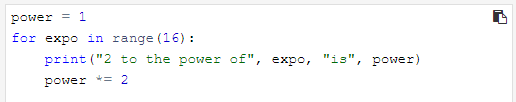 power = 1
for expo in range(16):
    print("2 to the power of", expo, "is", power)
    power *= 2